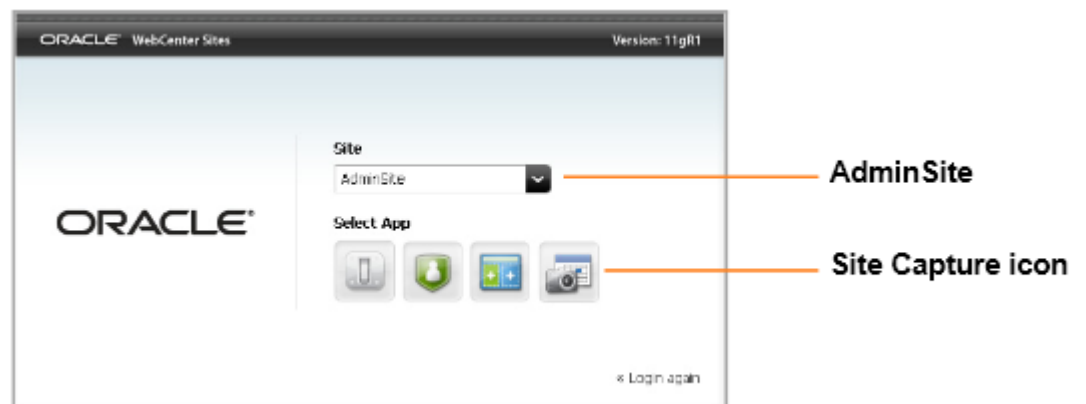 ORACLE® WebCenter Sites
Version: 11gR1
Site
AdminSite
AdminSite
ORACLE®
Select App
Site Capture icon
« Login again